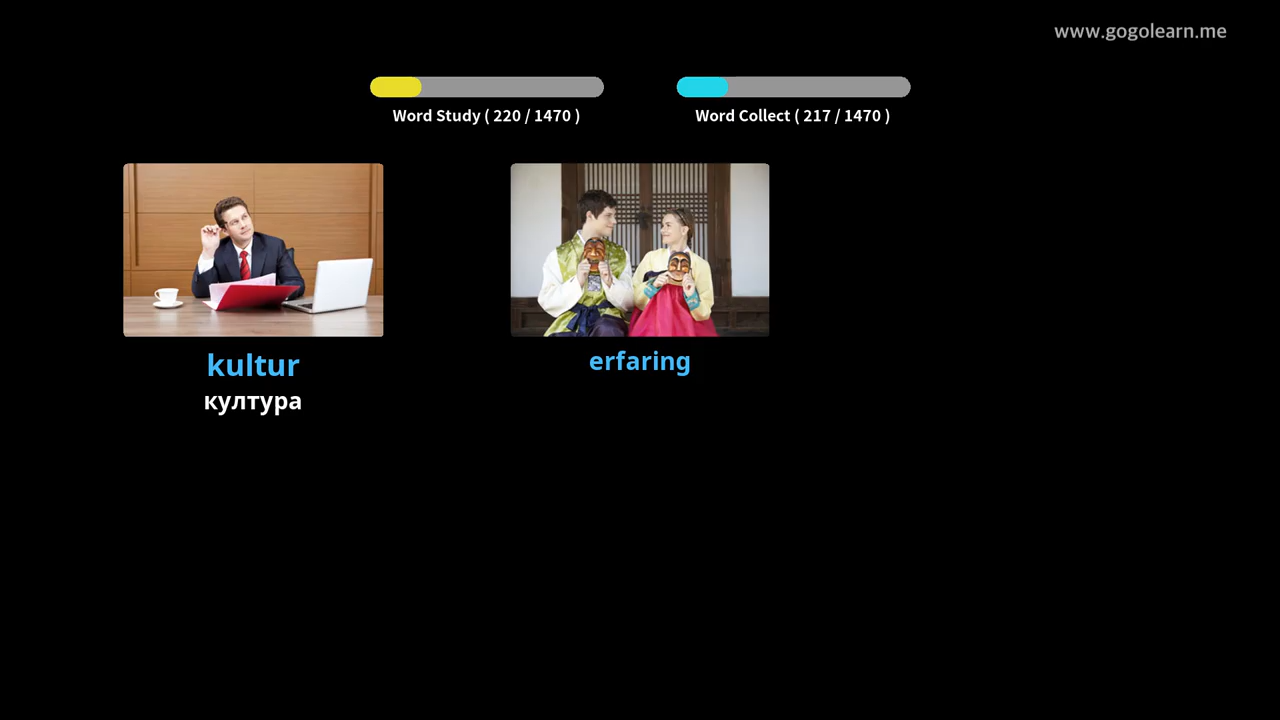 www.gogolearn.me
Word Study ( 220 / 1470 )
Word Collect ( 217 / 1470 )
kultur
култура
erfaring